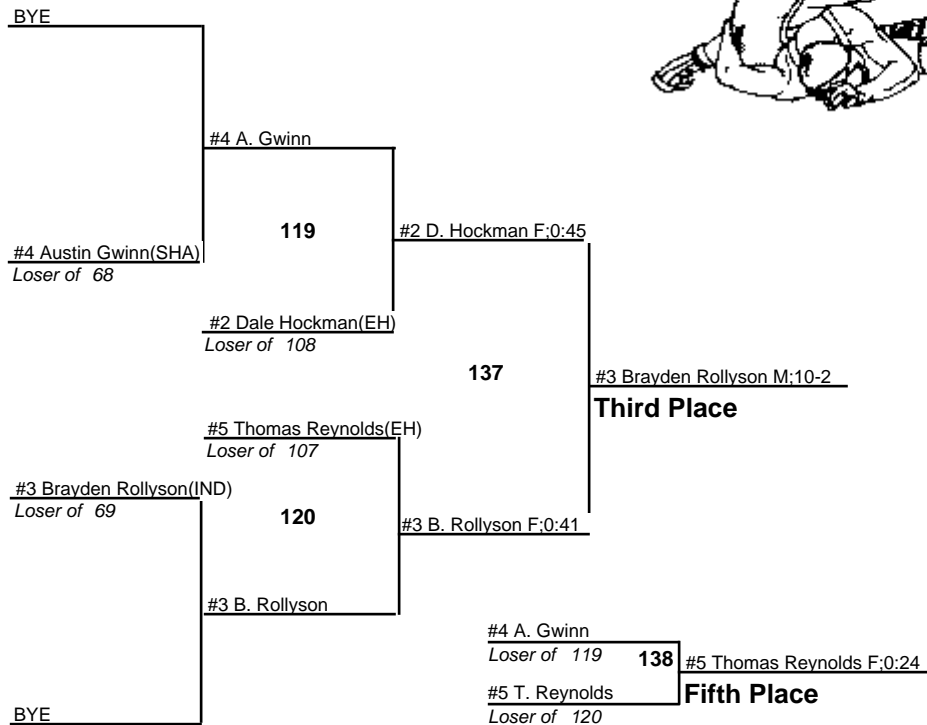 BYE
#4 A. Gwinn
119
#2 D. Hockman F;0:45
#4 Austin Gwinn(SHA)
Loser of 68
#2 Dale Hockman(EH)
Loser of 108
137
#3 Brayden Rollyson M;10-2
Third Place
#5 Thomas Reynolds(EH)
Loser of 107
#3 Brayden Rollyson(IND)
Loser of 69
120
#3 B. Rollyson F;0:41
#3 B. Rollyson
#4 A. Gwinn
Loser of 119
138
#5 Thomas Reynolds F;0:24
Fifth Place
#5 T. Reynolds
Loser of 120
BYE